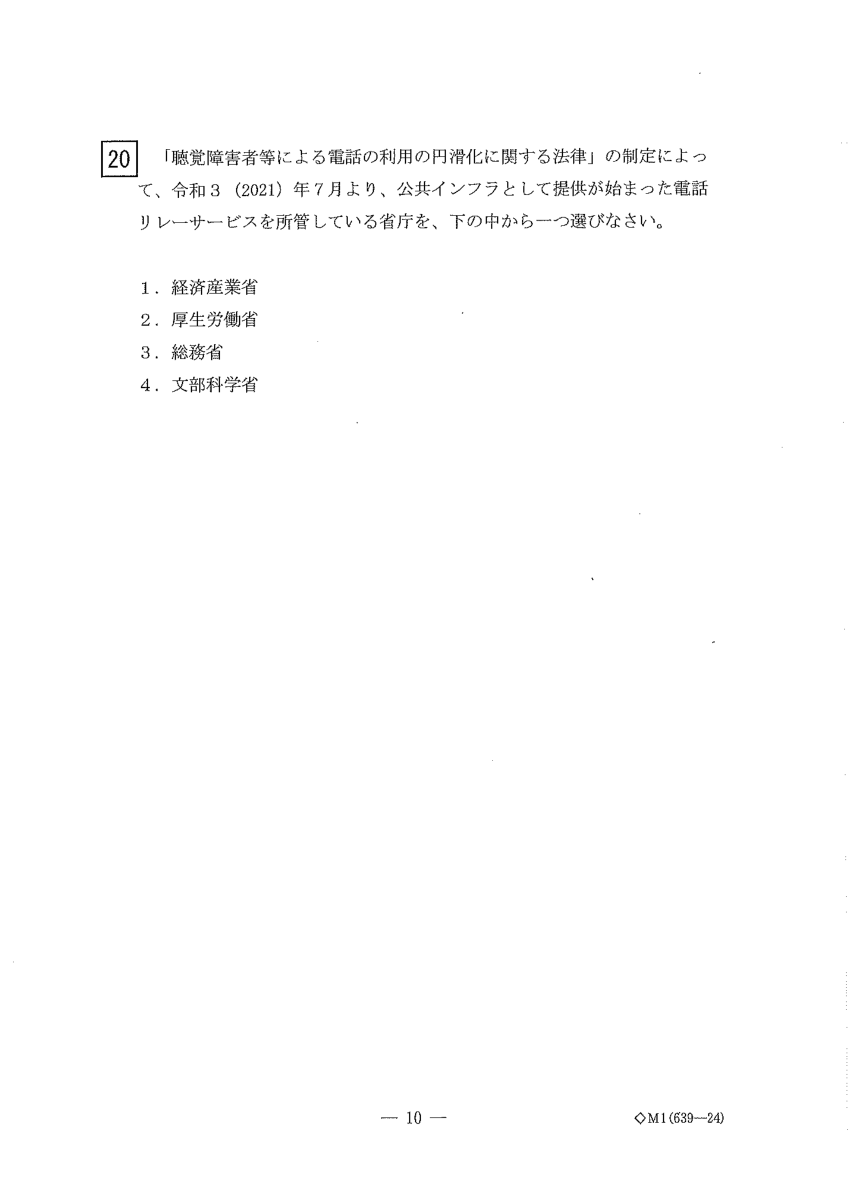 20 「聴覚障害者等による電話の利用の円滑化に関する法律」の制定によっ
て、令和３（2021）年７月より、公共インフラとして提供が始まった電話
リレーサービスを所管している省庁を、下の中から一つ選びなさい。
１．経済産業省
２．厚生労働省
３．総務省
４．文部科学省
― 10 ―
◇M1(639―24)